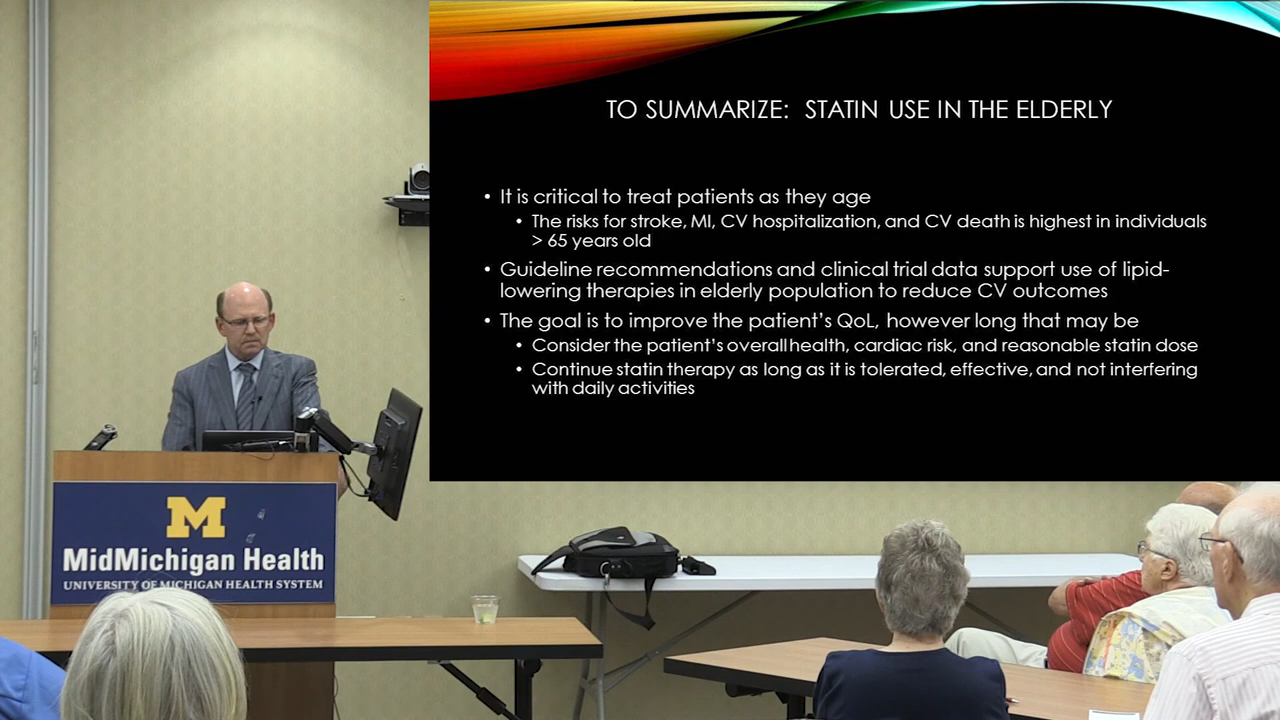 TO SUMMARIZE: STATIN USE IN THE ELDERLY
• It is critical to treat patients as they age
• The risks for stroke, MI, CV hospitalization, and CV death is highest in individuals
> 65 years old
• Guideline recommendations and clinical trial data support use of lipid-
lowering therapies in elderly population to reduce CV outcomes
• The goal is to improve the patient's QoL, however long that may be
• Consider the patient's overall health, cardiac risk, and reasonable statin dose
• Continue statin therapy as long as it is tolerated, effective, and not interfering
with daily activities
M
MidMichigan Health
UNIVERSITY OF MICHIGAN HEALTH SYSTEM